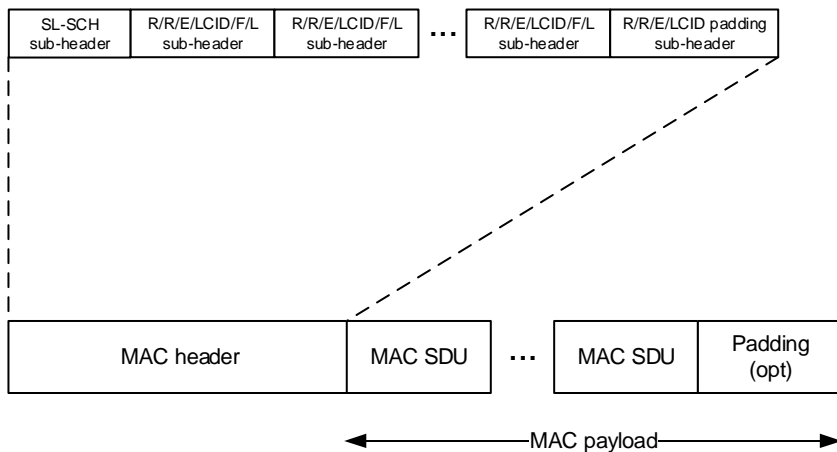 SL-SCH
sub-header
R/R/E/LCID/F/L
sub-header
R/R/E/LCID/F/L
sub-header
...
R/R/E/LCID/F/L
sub-header
R/R/E/LCID padding
sub-header
MAC header
MAC SDU
...
MAC SDU
Padding
(opt)
MAC payload